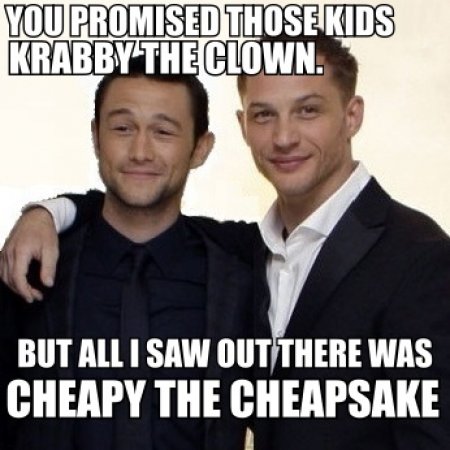 YOU PROMISED THOSE KIDS
KRABBY THE CLOWN.
BUT ALL I SAW OUT THERE WAS
CHEAPY THE CHEAPSAKE